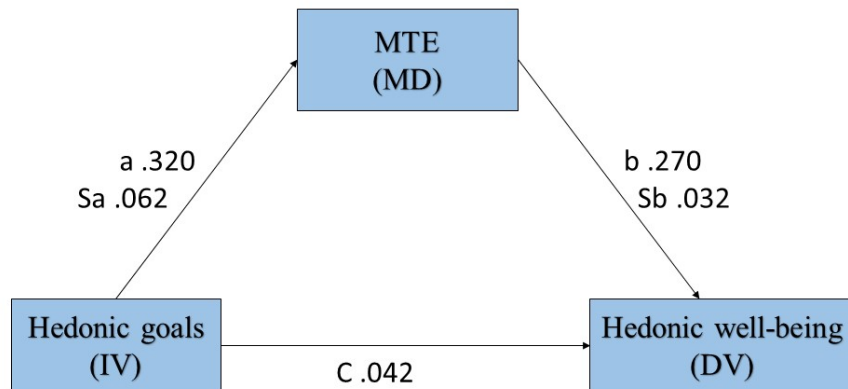 MTE
(MD)
a .320
Sa .062
b .270
Sb .032
Hedonic goals
(IV)
C .042
Hedonic well-being
(DV)